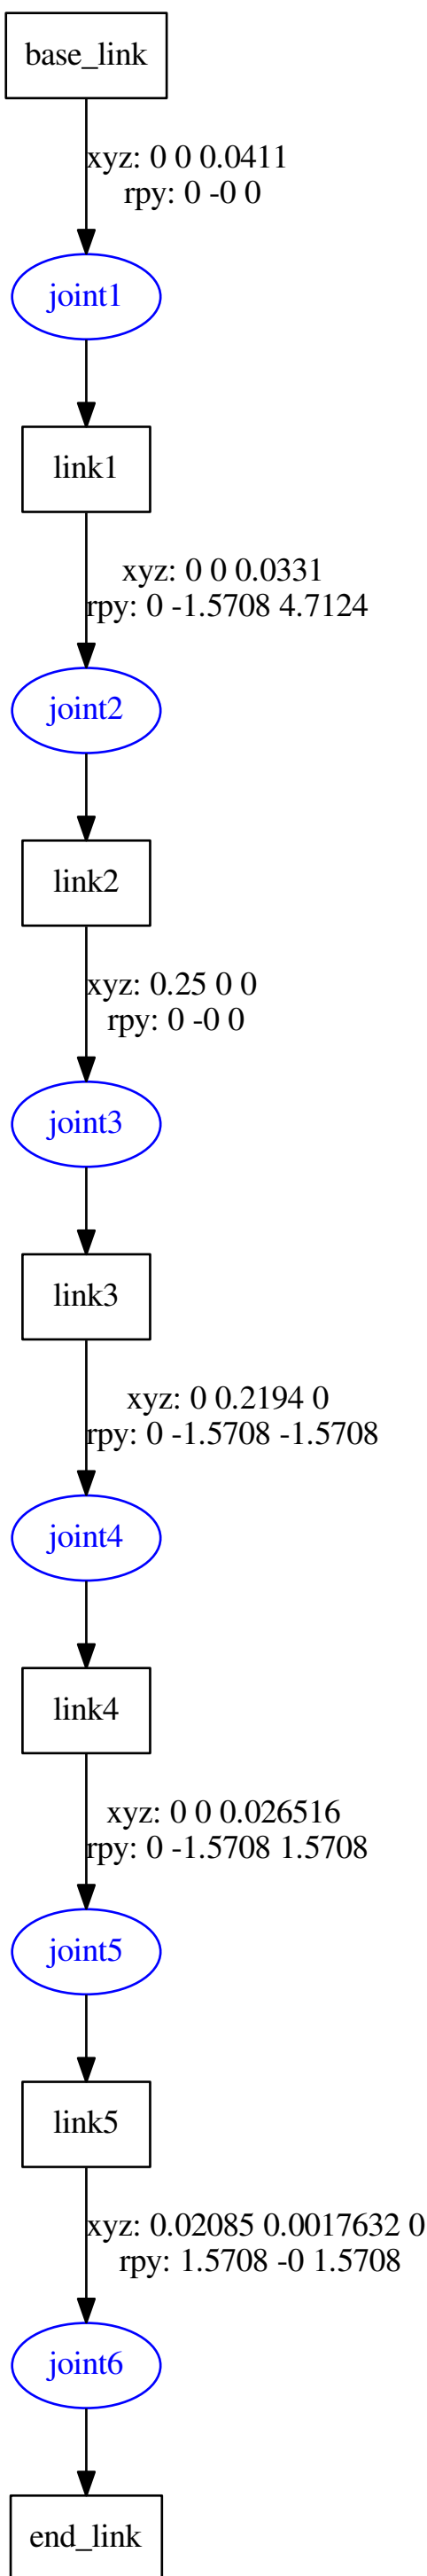 base_link
xyz: 0 0 0.0411
rpy: 0 -0 0
joint1
link1
xyz: 0 0 0.0331
rpy: 0 -1.5708 4.7124
joint2
link2
xyz: 0.25 0 0
rpy: 0 -0 0
joint3
link3
xyz: 0 0.2194 0
rpy: 0 -1.5708 -1.5708
joint4
link4
xyz: 0 0 0.026516
rpy: 0 -1.5708 1.5708
joint5
link5
xyz: 0.02085 0.0017632 0
rpy: 1.5708 -0 1.5708
joint6
end_link